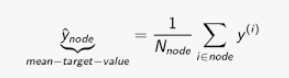 ŷ_node = 1/N_node ∑_{i∈node} y^(i)
mean−target−value